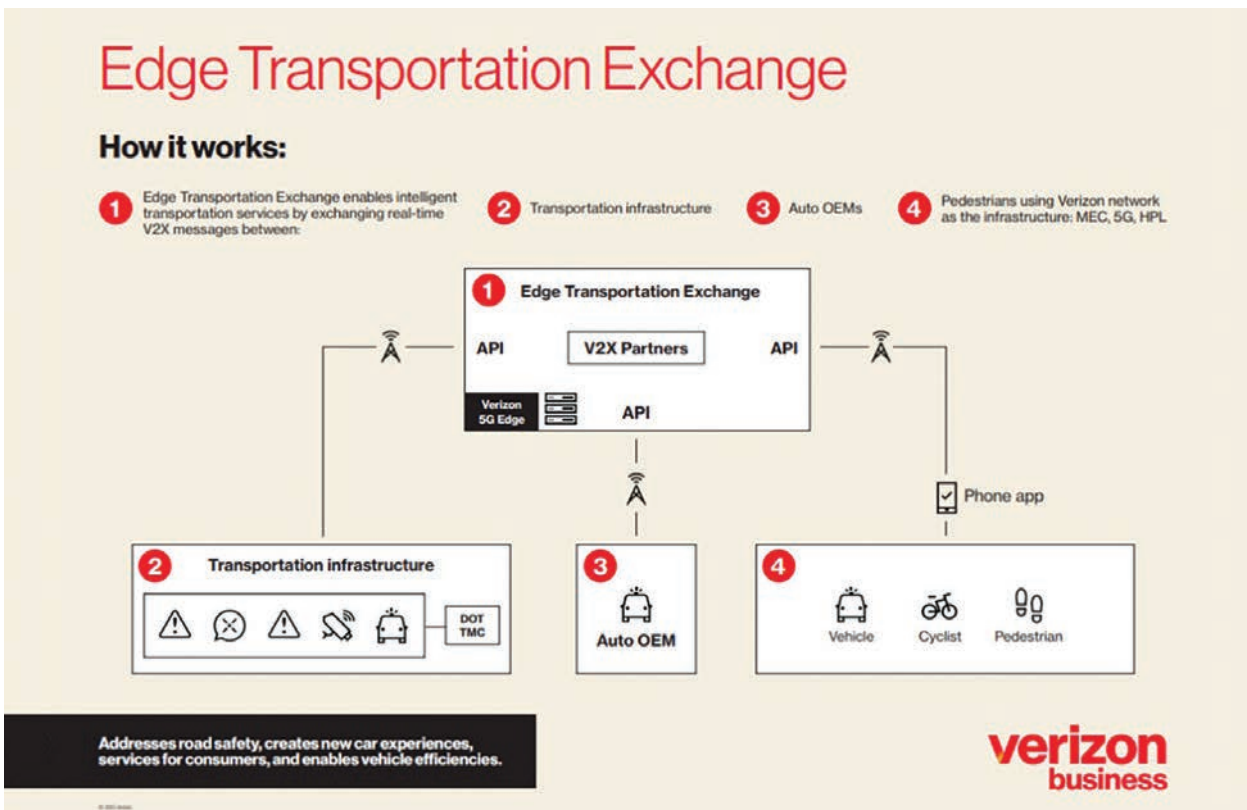 Edge Transportation Exchange
How it works:
1
Edge Transportation Exchange enables intelligent
transportation services by exchanging real-time
V2X messages between:
2
Transportation infrastructure
3
Auto OEMs
4
Pedestrians using Verizon network
as the infrastructure: MEC, 5G, HPL
1
Edge Transportation Exchange
API
V2X Partners
API
Verizon
5G Edge
API
Phone app
2
Transportation infrastructure
DOT
TMC
3
Auto OEM
4
Vehicle
Cyclist
Pedestrian
Addresses road safety, creates new car experiences,
services for consumers, and enables vehicle efficiencies.
verizon
business